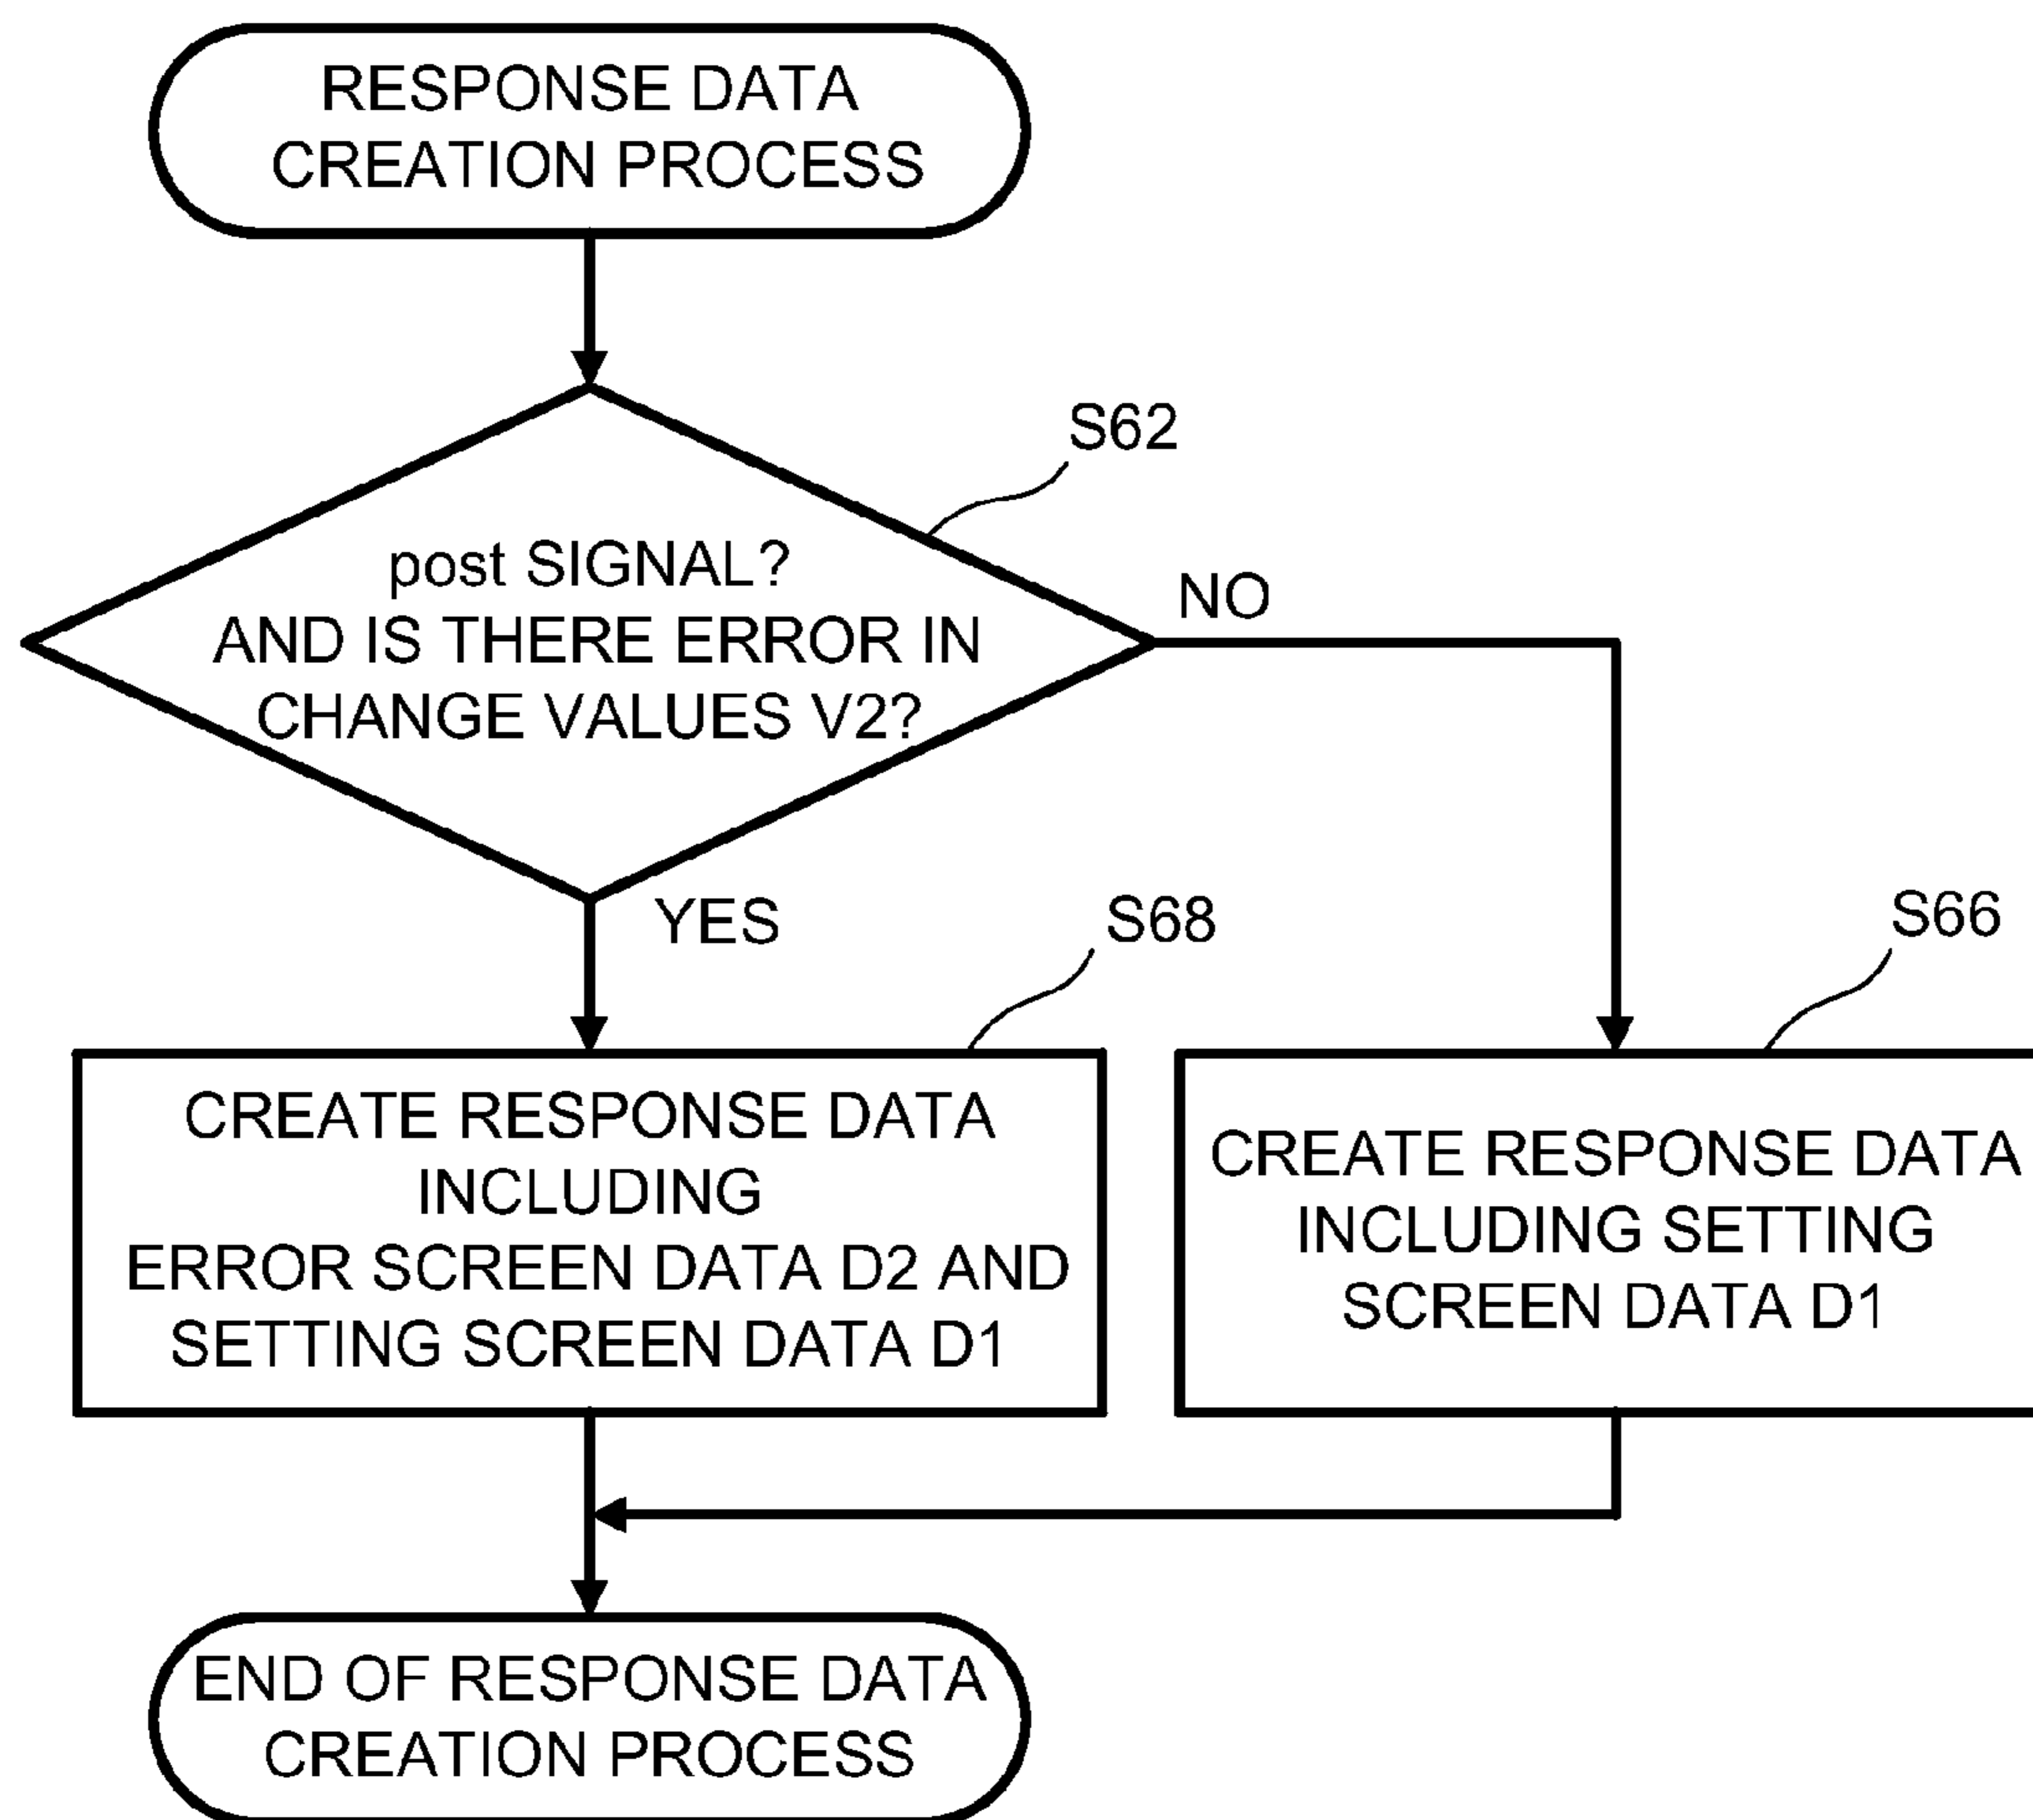 RESPONSE DATA
CREATION PROCESS
S62
post SIGNAL?
AND IS THERE ERROR IN
CHANGE VALUES V2?
NO
YES
S68
S66
CREATE RESPONSE DATA
INCLUDING
ERROR SCREEN DATA D2 AND
SETTING SCREEN DATA D1
CREATE RESPONSE DATA
INCLUDING SETTING
SCREEN DATA D1
END OF RESPONSE DATA
CREATION PROCESS